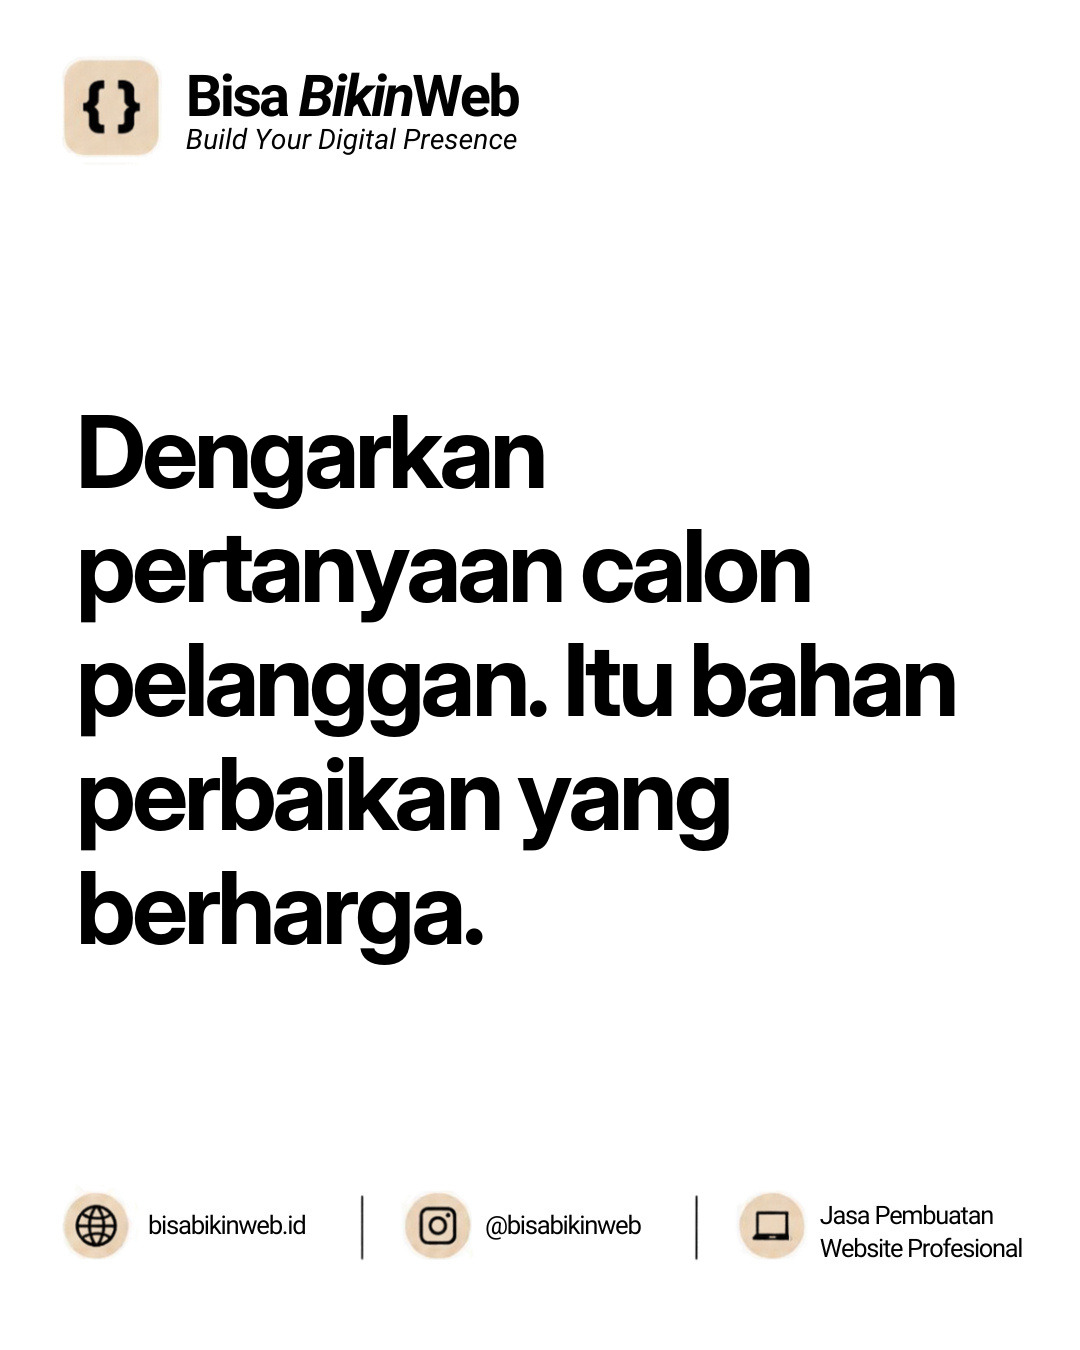 { }
Bisa BikinWeb
Build Your Digital Presence
Dengarkan
pertanyaan calon
pelanggan. Itu bahan
perbaikan yang
berharga.
bisabikinweb.id
@bisabikinweb
Jasa Pembuatan
Website Profesional